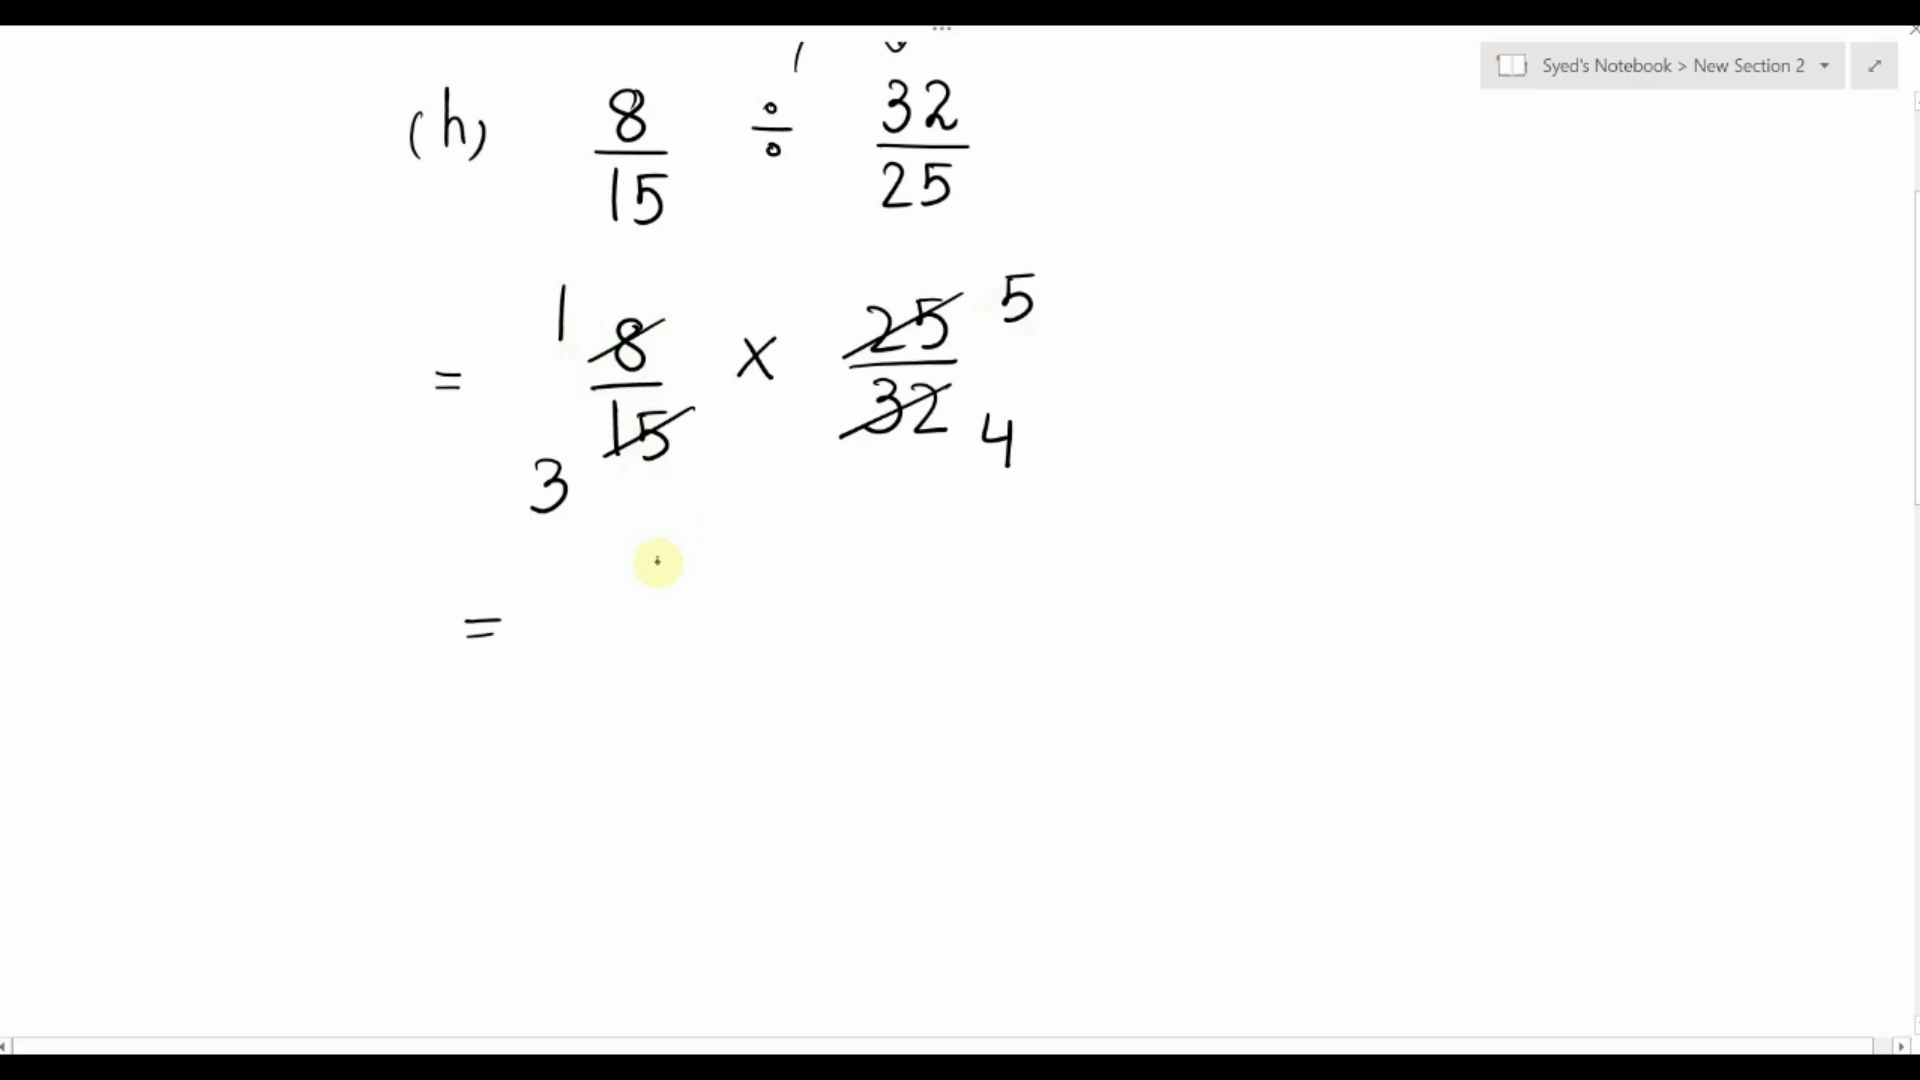 Syed's Notebook > New Section 2
(h) 8/15 ÷ 32/25
= 1 8/15 3 × 25/32 5 4
=